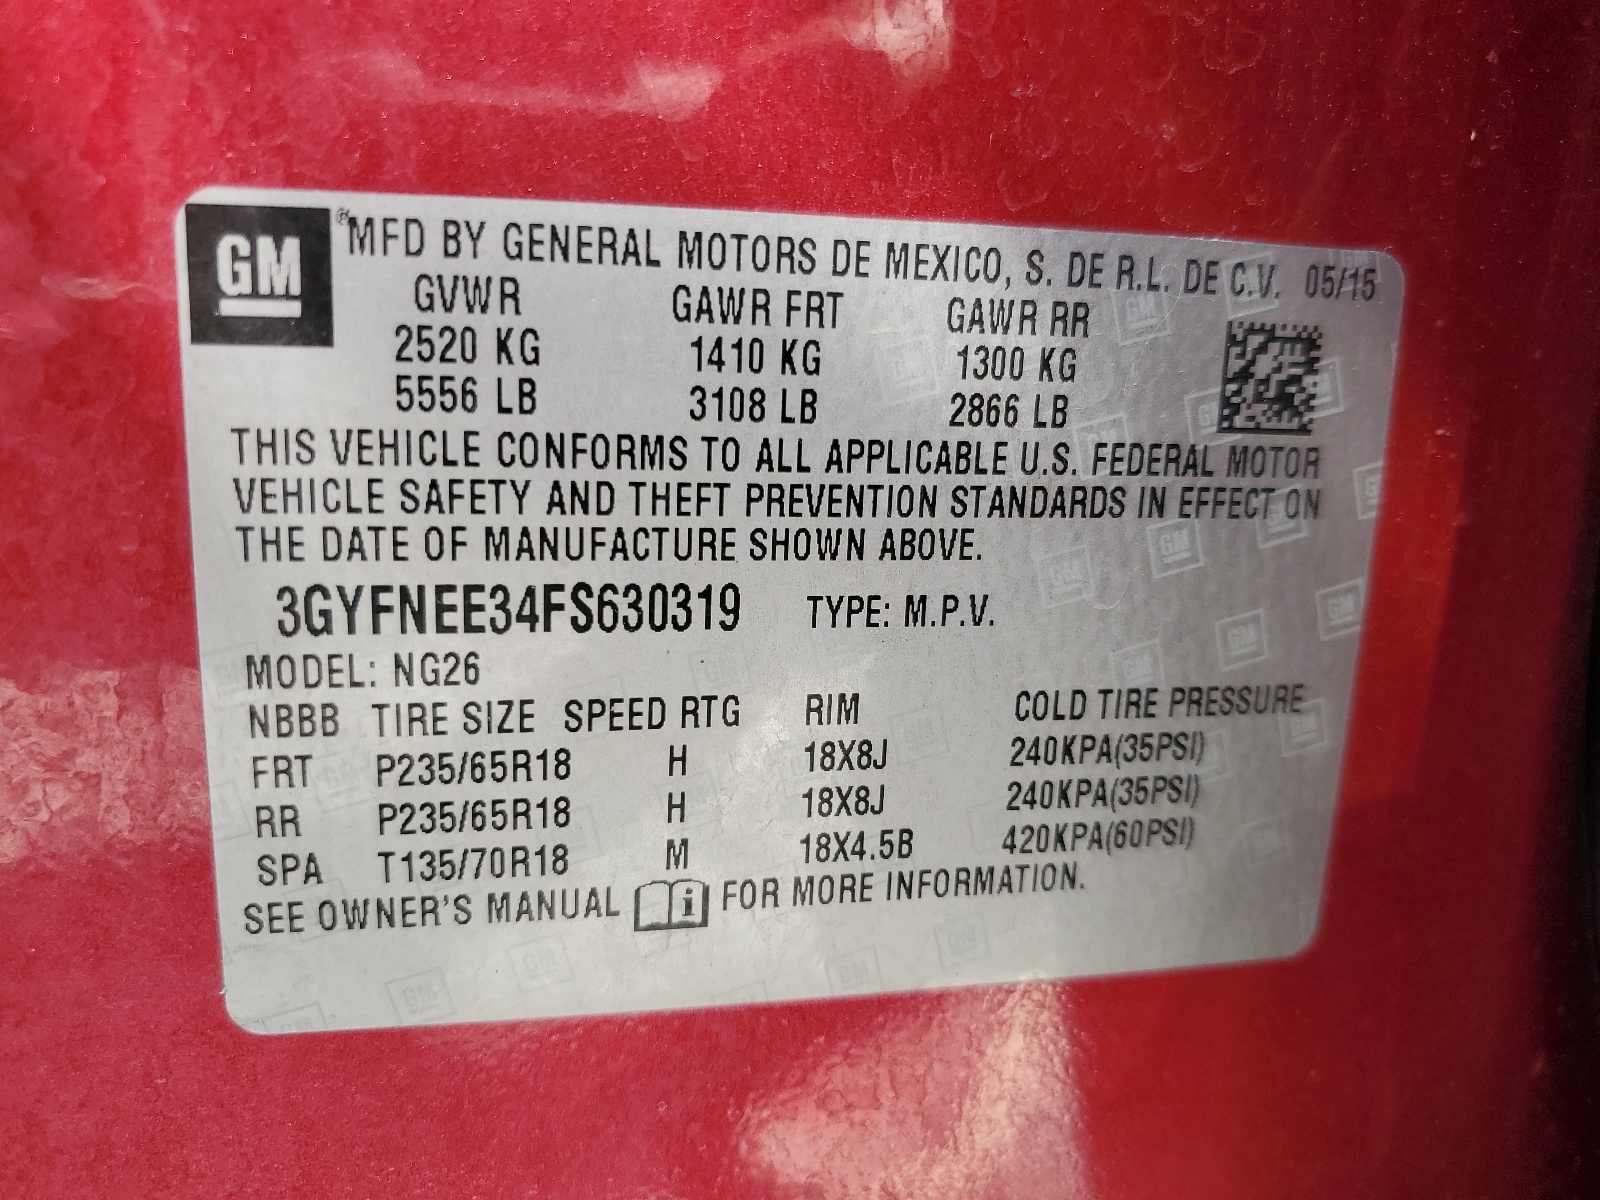 GM ® MFD BY GENERAL MOTORS DE MEXICO, S. DE R.L. DE C.V. 05/15
GVWR GAWR FRT GAWR RR
2520 KG 1410 KG 1300 KG
5556 LB 3108 LB 2866 LB
THIS VEHICLE CONFORMS TO ALL APPLICABLE U.S. FEDERAL MOTOR
VEHICLE SAFETY AND THEFT PREVENTION STANDARDS IN EFFECT ON
THE DATE OF MANUFACTURE SHOWN ABOVE.
3GYFNEE34FS630319 TYPE: M.P.V.
MODEL: NG26
NBBB TIRE SIZE SPEED RTG RIM COLD TIRE PRESSURE
FRT P235/65R18 H 18X8J 240KPA(35PSI)
RR P235/65R18 H 18X8J 240KPA(35PSI)
SPA T135/70R18 M 18X4.5B 420KPA(60PSI)
SEE OWNER'S MANUAL i FOR MORE INFORMATION.